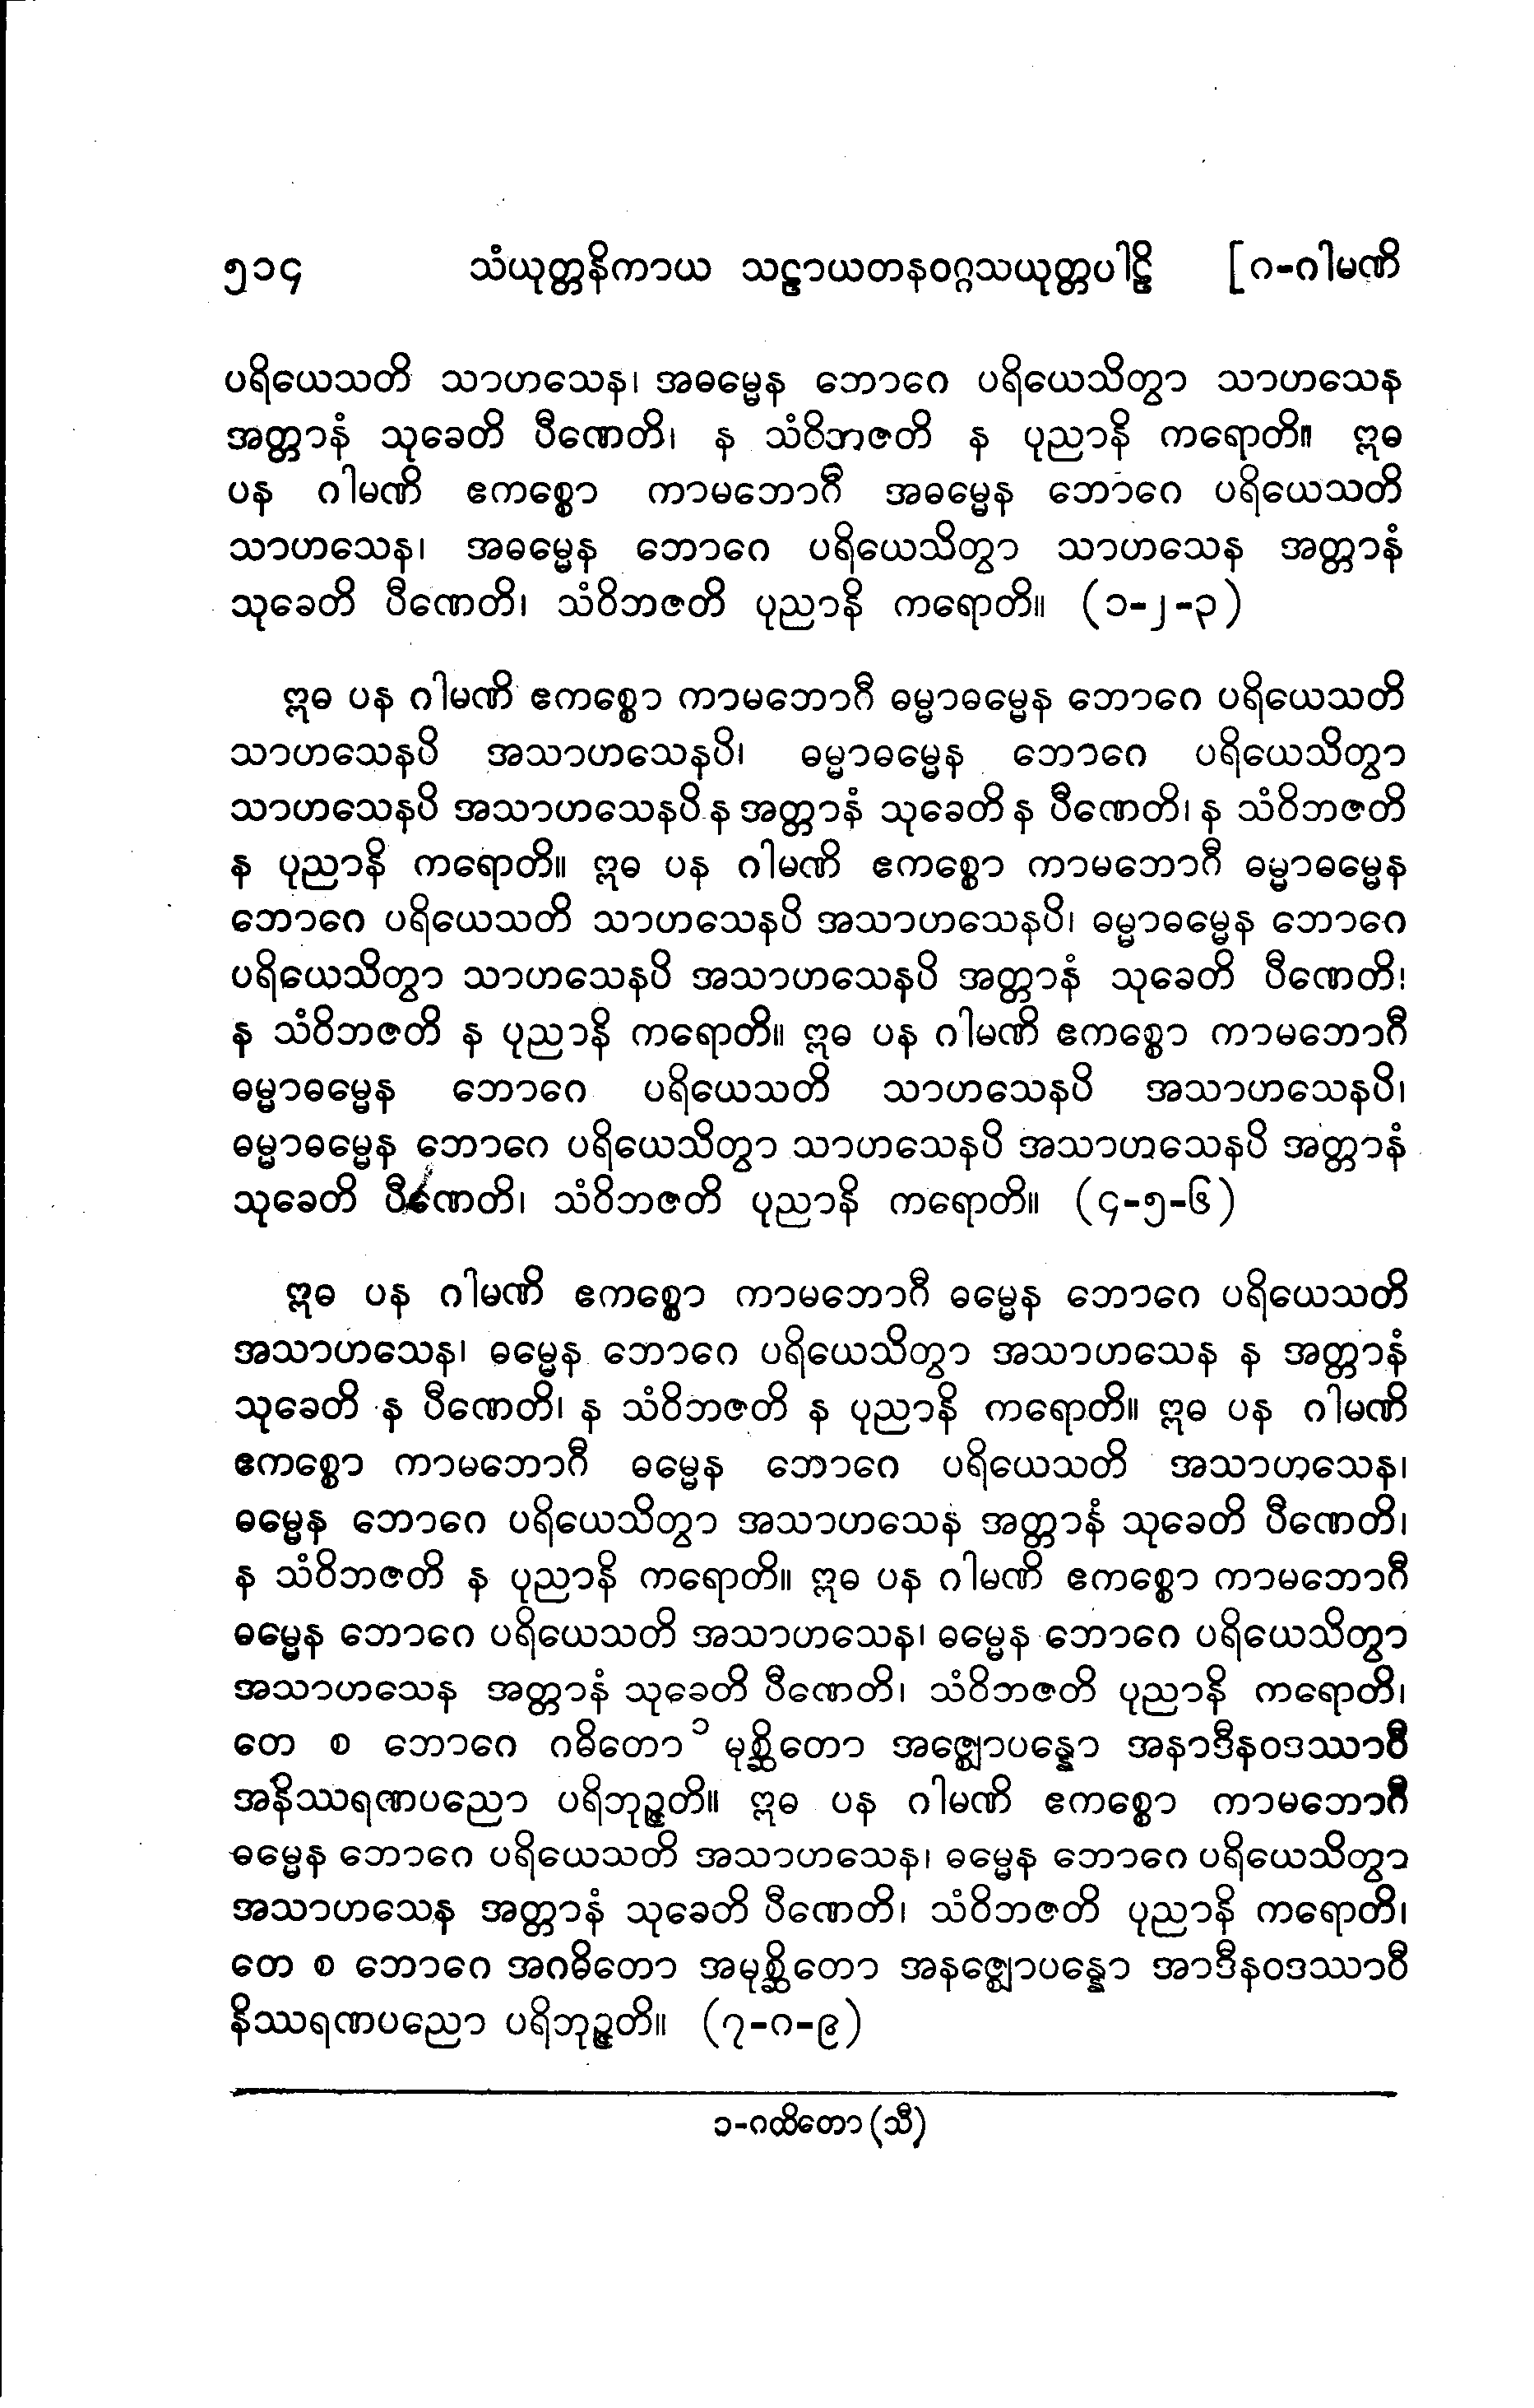 ၅၁၄ သံယုတ္တနိကာယ သဠာယတနဝဂ္ဂသယုတ္တပါဠိ [ဂ-ဂါမဏိ
ပရိယေသတိ သာဟသေန၊ အဓမ္မေန ဘောဂေ ပရိယေသိတွာ သာဟသေန
အတ္တာနံ သုခေတိ ပီဏေတိ၊ န သံဝိဘဇတိ န ပုညာနိ ကရောတိ။ ဣဓ
ပန ဂါမဏိ ဧကစ္စော ကာမဘောဂီ အဓမ္မေန ဘောဂေ ပရိယေသတိ
သာဟသေန၊ အဓမ္မေန ဘောဂေ ပရိယေသိတွာ သာဟသေန အတ္တာနံ
သုခေတိ ပီဏေတိ၊ သံဝိဘဇတိ ပုညာနိ ကရောတိ။ (၁-၂-၃)
ဣဓ ပန ဂါမဏိ ဧကစ္စော ကာမဘောဂီ ဓမ္မာဓမ္မေန ဘောဂေ ပရိယေသတိ
သာဟသေနပိ အသာဟသေနပိ၊ ဓမ္မာဓမ္မေန ဘောဂေ ပရိယေသိတွာ
သာဟသေနပိ အသာဟသေနပိ န အတ္တာနံ သုခေတိ န ပီဏေတိ၊ န သံဝိဘဇတိ
န ပုညာနိ ကရောတိ။ ဣဓ ပန ဂါမဏိ ဧကစ္စော ကာမဘောဂီ ဓမ္မာဓမ္မေန
ဘောဂေ ပရိယေသတိ သာဟသေနပိ အသာဟသေနပိ၊ ဓမ္မာဓမ္မေန ဘောဂေ
ပရိယေသိတွာ သာဟသေနပိ အသာဟသေနပိ အတ္တာနံ သုခေတိ ပီဏေတိ၊
န သံဝိဘဇတိ န ပုညာနိ ကရောတိ။ ဣဓ ပန ဂါမဏိ ဧကစ္စော ကာမဘောဂီ
ဓမ္မာဓမ္မေန ဘောဂေ ပရိယေသတိ သာဟသေနပိ အသာဟသေနပိ၊
ဓမ္မာဓမ္မေန ဘောဂေ ပရိယေသိတွာ သာဟသေနပိ အသာဟသေနပိ အတ္တာနံ
သုခေတိ ပီဏေတိ၊ သံဝိဘဇတိ ပုညာနိ ကရောတိ။ (၄-၅-၆)
ဣဓ ပန ဂါမဏိ ဧကစ္စော ကာမဘောဂီ ဓမ္မေန ဘောဂေ ပရိယေသတိ
အသာဟသေန၊ ဓမ္မေန ဘောဂေ ပရိယေသိတွာ အသာဟသေန န အတ္တာနံ
သုခေတိ န ပီဏေတိ၊ န သံဝိဘဇတိ န ပုညာနိ ကရောတိ။ ဣဓ ပန ဂါမဏိ
ဧကစ္စော ကာမဘောဂီ ဓမ္မေန ဘောဂေ ပရိယေသတိ အသာဟသေန၊
ဓမ္မေန ဘောဂေ ပရိယေသိတွာ အသာဟသေန အတ္တာနံ သုခေတိ ပီဏေတိ၊
န သံဝိဘဇတိ န ပုညာနိ ကရောတိ။ ဣဓ ပန ဂါမဏိ ဧကစ္စော ကာမဘောဂီ
ဓမ္မေန ဘောဂေ ပရိယေသတိ အသာဟသေန၊ ဓမ္မေန ဘောဂေ ပရိယေသိတွာ
အသာဟသေန အတ္တာနံ သုခေတိ ပီဏေတိ၊ သံဝိဘဇတိ ပုညာနိ ကရောတိ၊
တေ စ ဘောဂေ ဂဓိတော ၁ မုစ္ဆိတော အဇ္ဈောပန္နော အနာဒီနဝဒဿာဝီ
အနိဿရဏပညော ပရိဘုဉ္ဇတိ။ ဣဓ ပန ဂါမဏိ ဧကစ္စော ကာမဘောဂီ
ဓမ္မေန ဘောဂေ ပရိယေသတိ အသာဟသေန၊ ဓမ္မေန ဘောဂေ ပရိယေသိတွာ
အသာဟသေန အတ္တာနံ သုခေတိ ပီဏေတိ၊ သံဝိဘဇတိ ပုညာနိ ကရောတိ၊
တေ စ ဘောဂေ အဂဓိတော အမုစ္ဆိတော အနဇ္ဈောပန္နော အာဒီနဝဒဿာဝီ
နိဿရဏပညော ပရိဘုဉ္ဇတိ။ (၇-ဂ-၉)
၁-ဂထိတော (သီ)